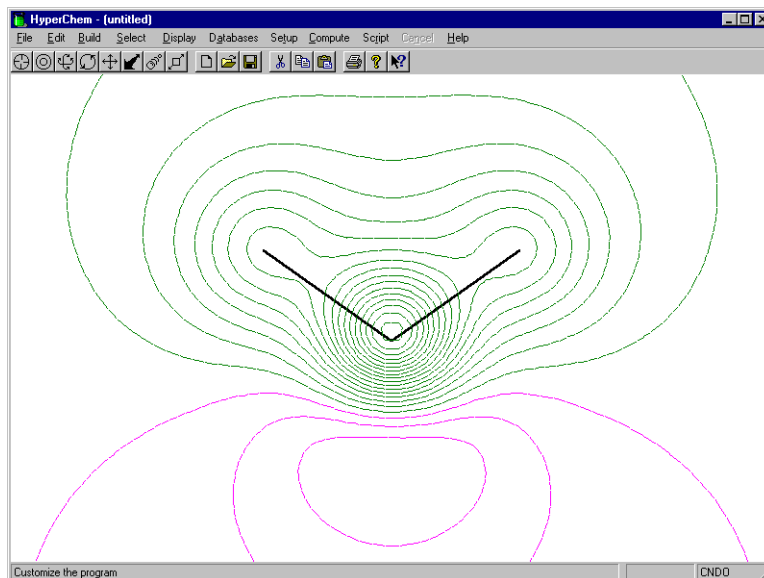 HyperChem - (untitled)
File Edit Build Select Display Databases Setup Compute Script Cancel Help
Customize the program CNDO